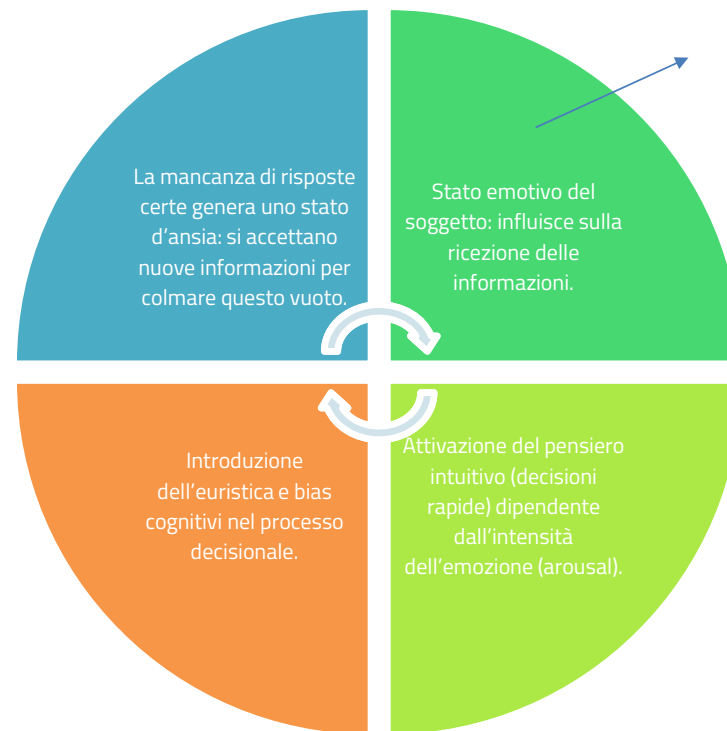 La mancanza di risposte
certe genera uno stato
d’ansia: si accettano
nuove informazioni per
colmare questo vuoto.
Stato emotivo del
soggetto: influisce sulla
ricezione delle
informazioni.
Introduzione
dell’euristica e bias
cognitivi nel processo
decisionale.
Attivazione del pensiero
intuitivo (decisioni
rapide) dipendente
dall’intensità
dell’emozione (arousal).